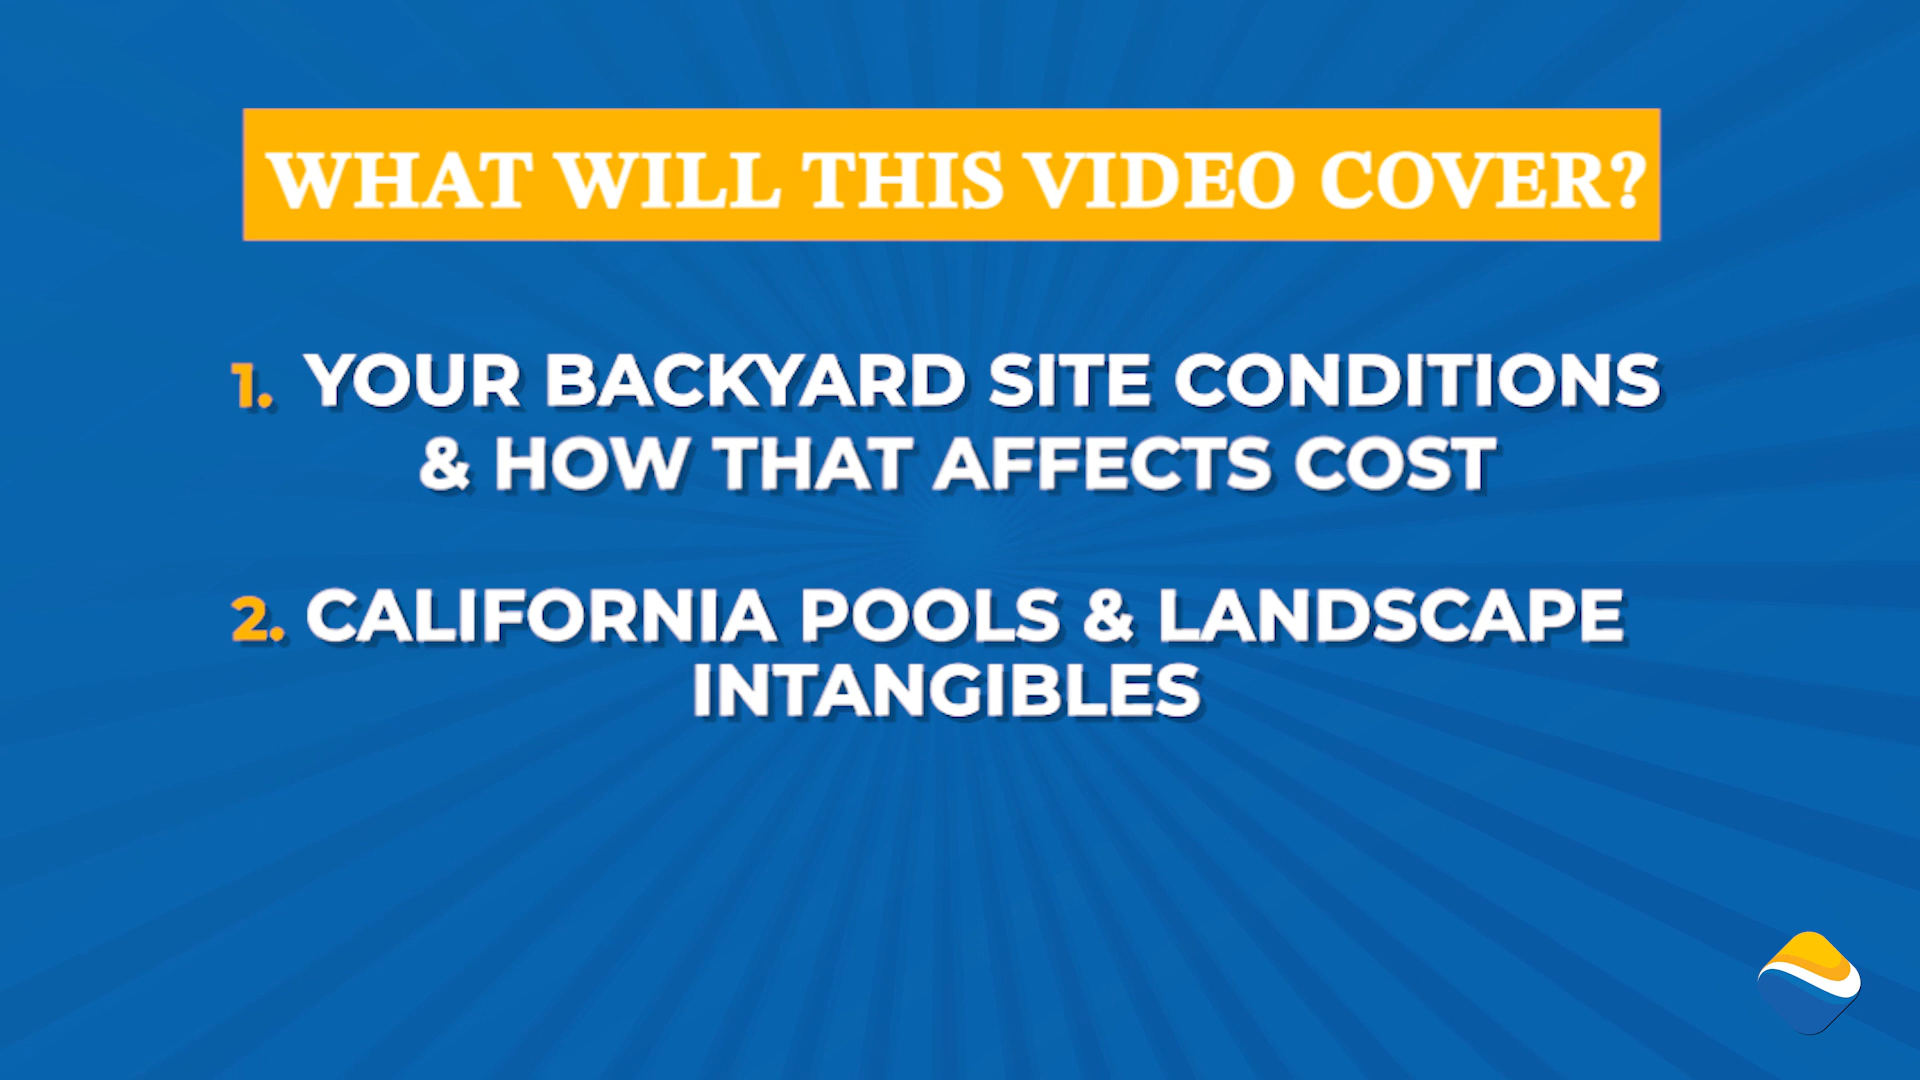 WHAT WILL THIS VIDEO COVER?
1. YOUR BACKYARD SITE CONDITIONS
& HOW THAT AFFECTS COST
2. CALIFORNIA POOLS & LANDSCAPE
INTANGIBLES